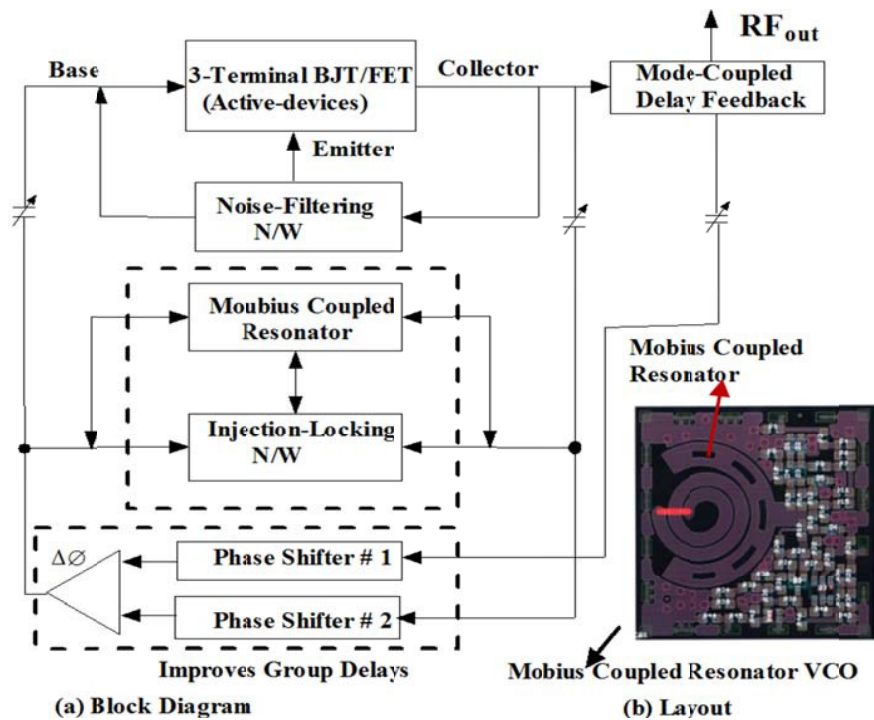 RFout
Base
3-Terminal BJT/FET
(Active-devices)
Collector
Mode-Coupled
Delay Feedback
Emitter
Noise-Filtering
N/W
Moubius Coupled
Resonator
Mobius Coupled
Resonator
Injection-Locking
N/W
Δ∅
Phase Shifter # 1
Phase Shifter # 2
Improves Group Delays
Mobius Coupled Resonator VCO
(a) Block Diagram
(b) Layout